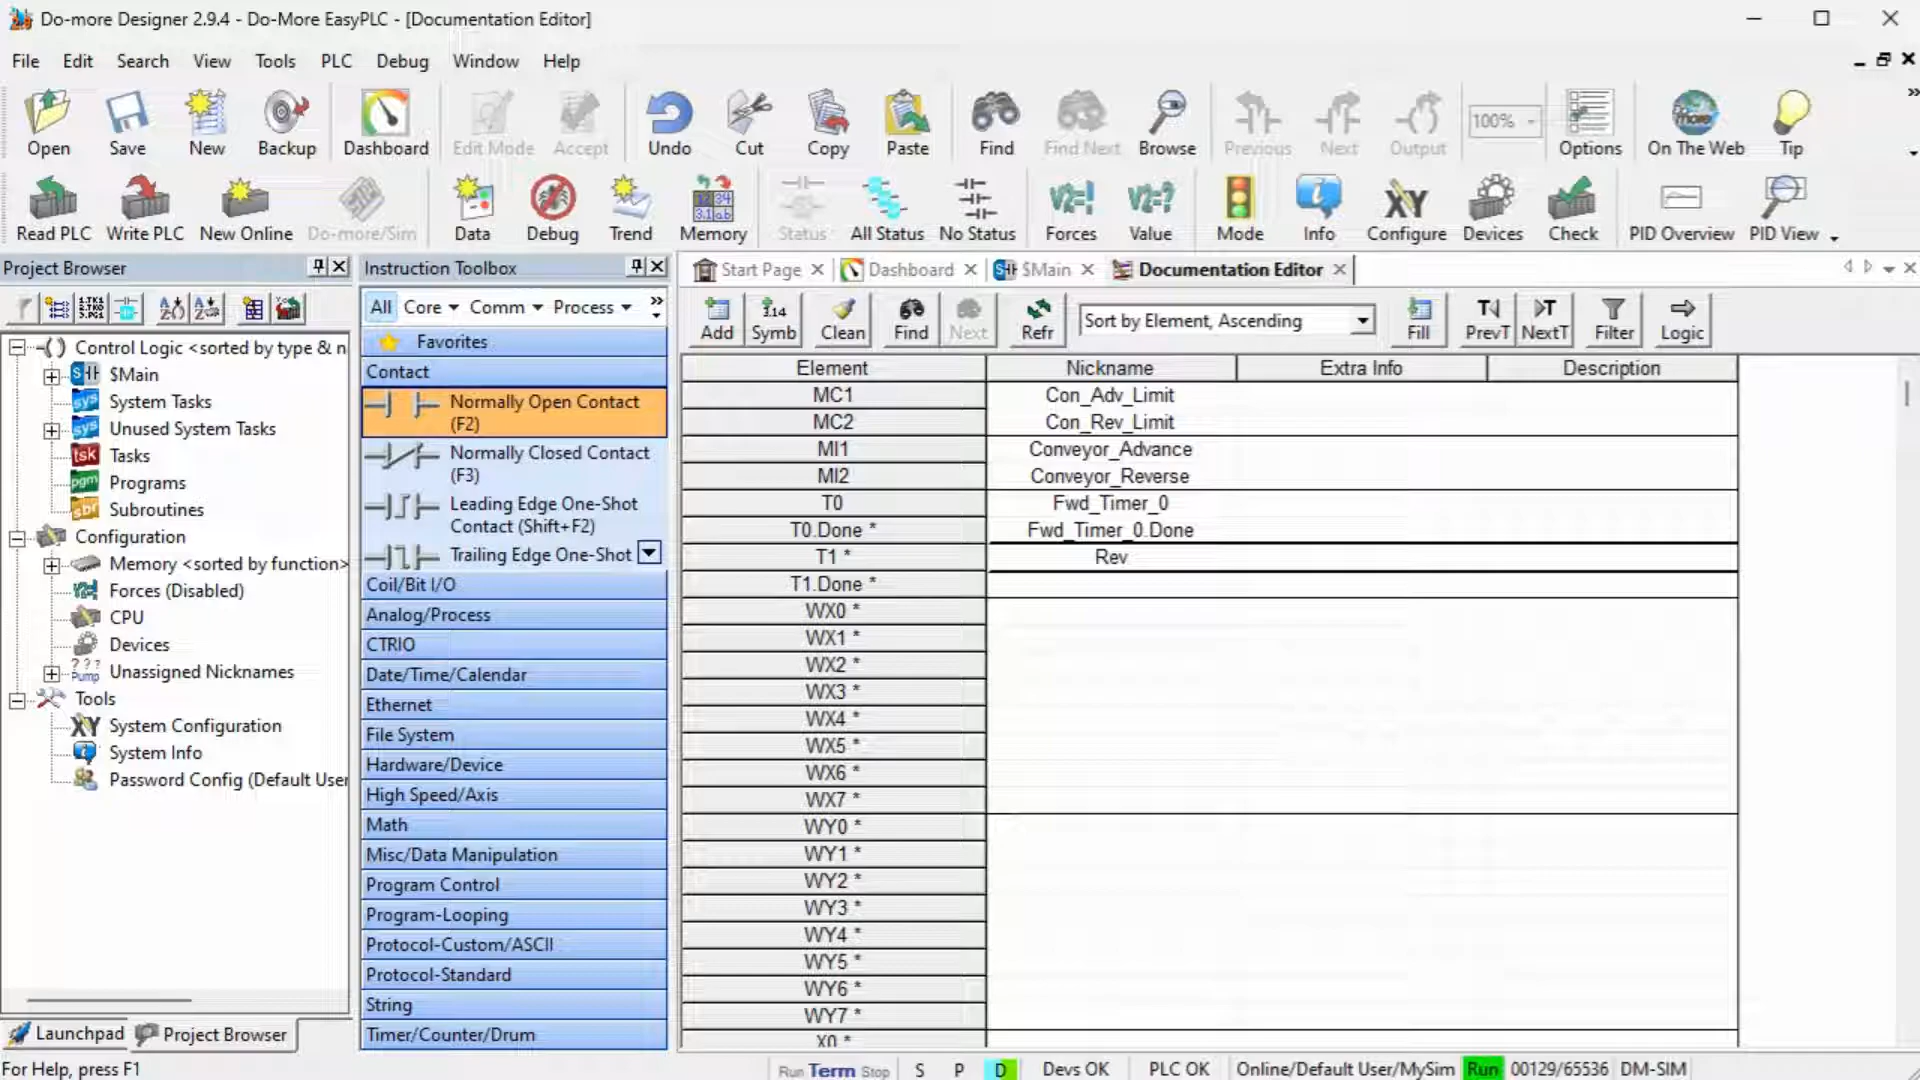 Do-more Designer 2.9.4 - Do-More EasyPLC - [Documentation Editor]
File Edit Search View Tools PLC Debug Window Help
Open Save New Backup Dashboard Edit Mode Accept Undo Cut Copy Paste Find Find Next Browse Previous Next Output 100% Options On The Web Tip
Read PLC Write PLC New Online Do-more/Sim Data Debug Trend Memory Status All Status No Status Forces Value Mode Info Configure Devices Check PID Overview PID View
Project Browser
Control Logic <sorted by type & n
$Main
System Tasks
Unused System Tasks
Tasks
Programs
Subroutines
Configuration
Memory <sorted by function>
Forces (Disabled)
CPU
Devices
Unassigned Nicknames
Tools
System Configuration
System Info
Password Config (Default User
Launchpad Project Browser
Instruction Toolbox
All Core Comm Process
Favorites
Contact
Normally Open Contact
(F2)
Normally Closed Contact
(F3)
Leading Edge One-Shot
Contact (Shift+F2)
Trailing Edge One-Shot
Coil/Bit I/O
Analog/Process
CTRIO
Date/Time/Calendar
Ethernet
File System
Hardware/Device
High Speed/Axis
Math
Misc/Data Manipulation
Program Control
Program-Looping
Protocol-Custom/ASCII
Protocol-Standard
String
Timer/Counter/Drum
Start Page Dashboard $Main Documentation Editor
Add Symb Clean Find Next Refr Sort by Element, Ascending Fill PrevT NextT Filter Logic
Element Nickname Extra Info Description
MC1 Con_Adv_Limit
MC2 Con_Rev_Limit
MI1 Conveyor_Advance
MI2 Conveyor_Reverse
T0 Fwd_Timer_0
T0.Done * Fwd_Timer_0.Done
T1 * Rev
T1.Done *
WX0 *
WX1 *
WX2 *
WX3 *
WX4 *
WX5 *
WX6 *
WX7 *
WY0 *
WY1 *
WY2 *
WY3 *
WY4 *
WY5 *
WY6 *
WY7 *
X0 *
For Help, press F1
Run Term Stop S P D Devs OK PLC OK Online/Default User/MySim Run 00129/65536 DM-SIM